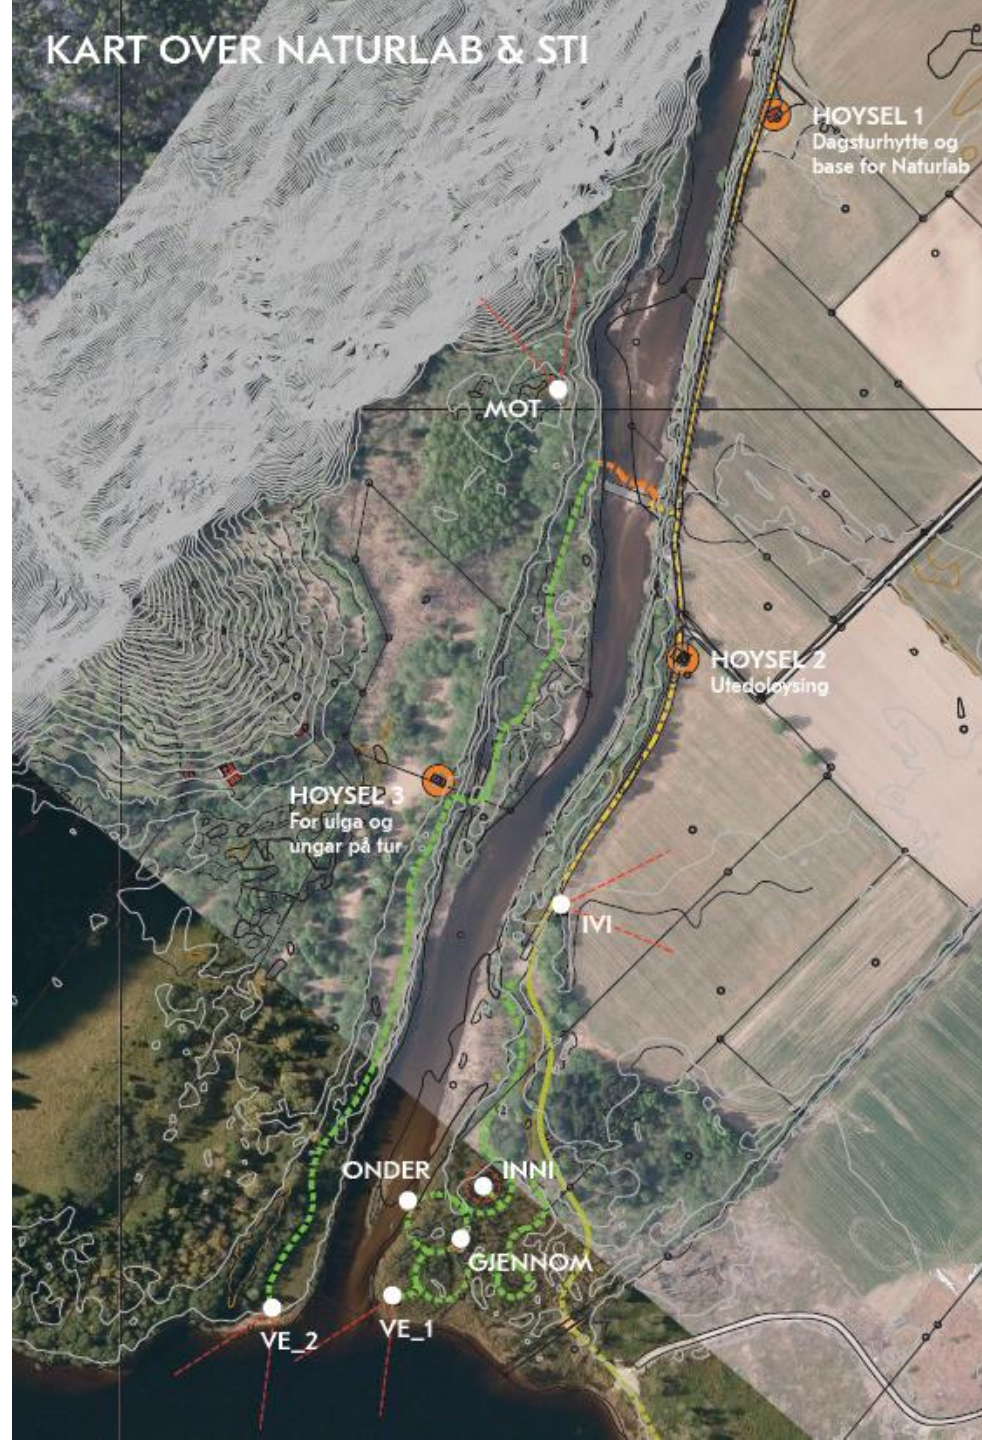 KART OVER NATURLAB & STI
HØYSEL 1
Dagsturhytte og
base for Naturlab
MOT
HØYSEL 2
Utedoløysing
HØYSEL 3
For ulga og
ungar på tur
IVI
ONDER
INNI
GJENNOM
VE_1
VE_2